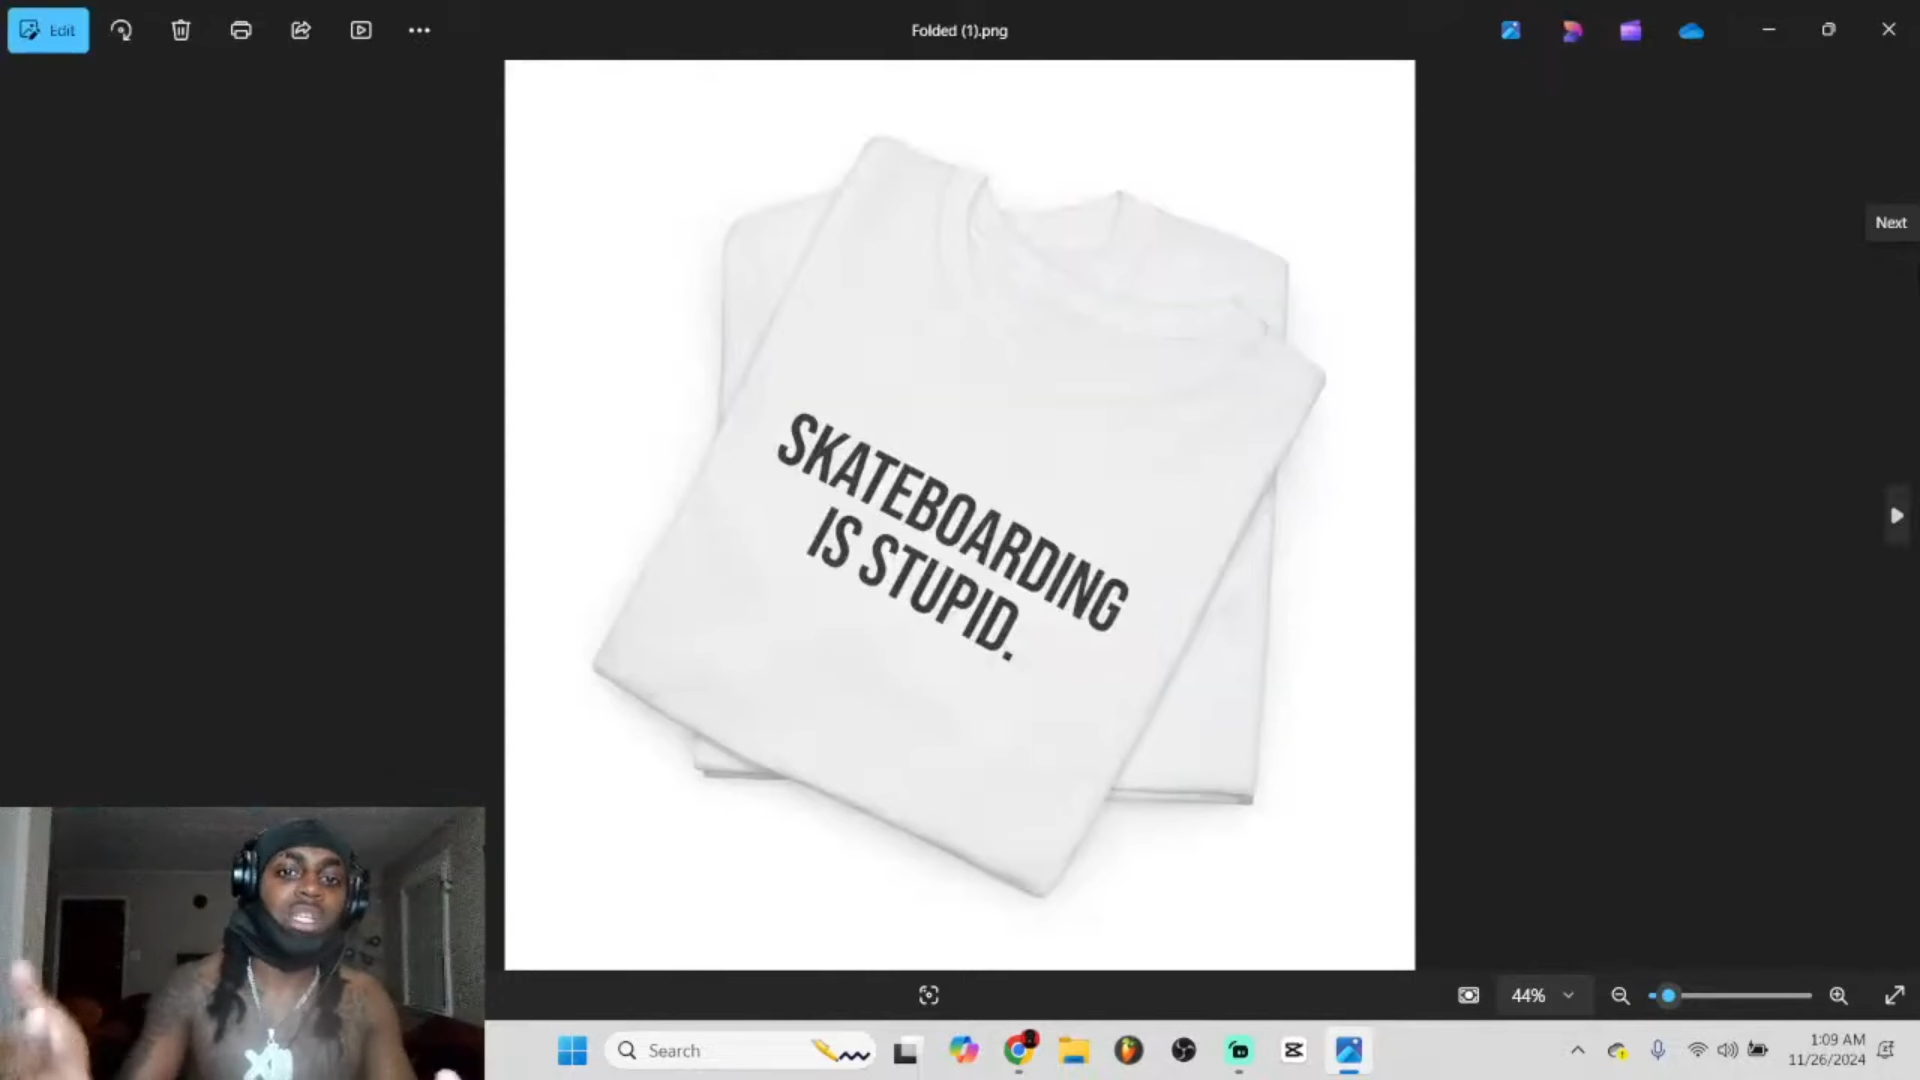 Edit
Folded (1).png
Next
SKATEBOARDING
IS STUPID.
44%
Search
1:09 AM
11/26/2024